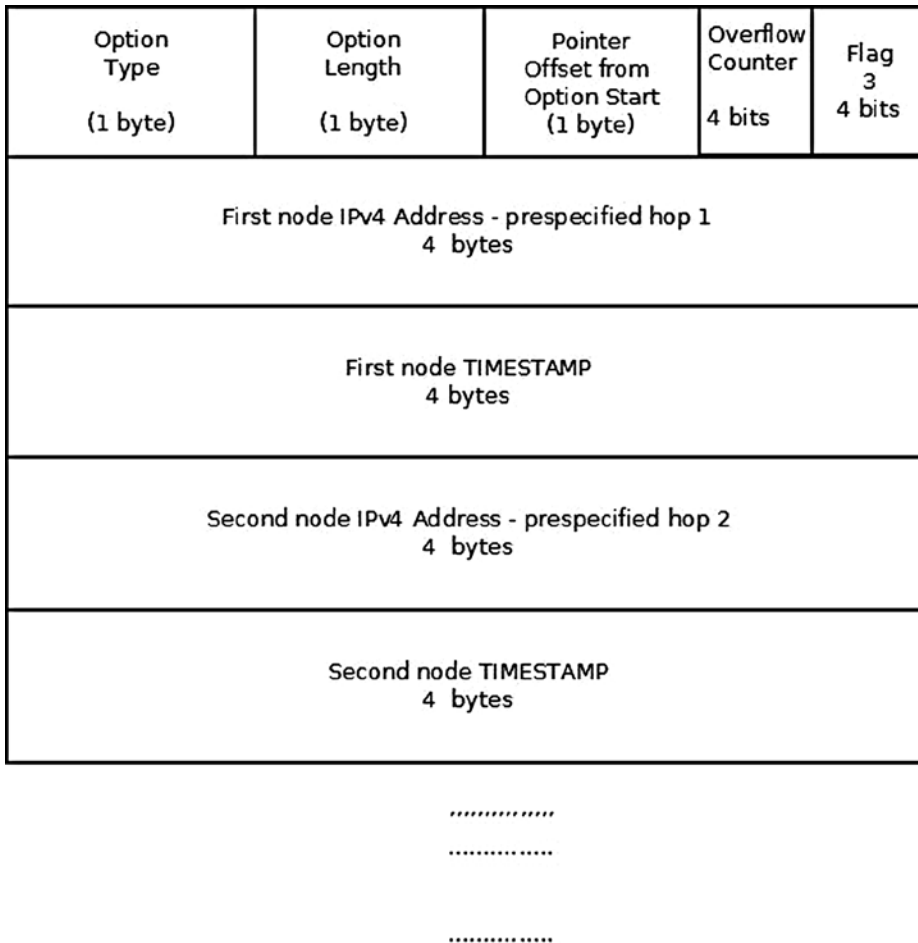 Option
Type
(1 byte)
Option
Length
(1 byte)
Pointer
Offset from
Option Start
(1 byte)
Overflow
Counter
4 bits
Flag
3
4 bits
First node IPv4 Address - prespecified hop 1
4 bytes
First node TIMESTAMP
4 bytes
Second node IPv4 Address - prespecified hop 2
4 bytes
Second node TIMESTAMP
4 bytes
,,,,,,,,,,,,,,,
...............
...............